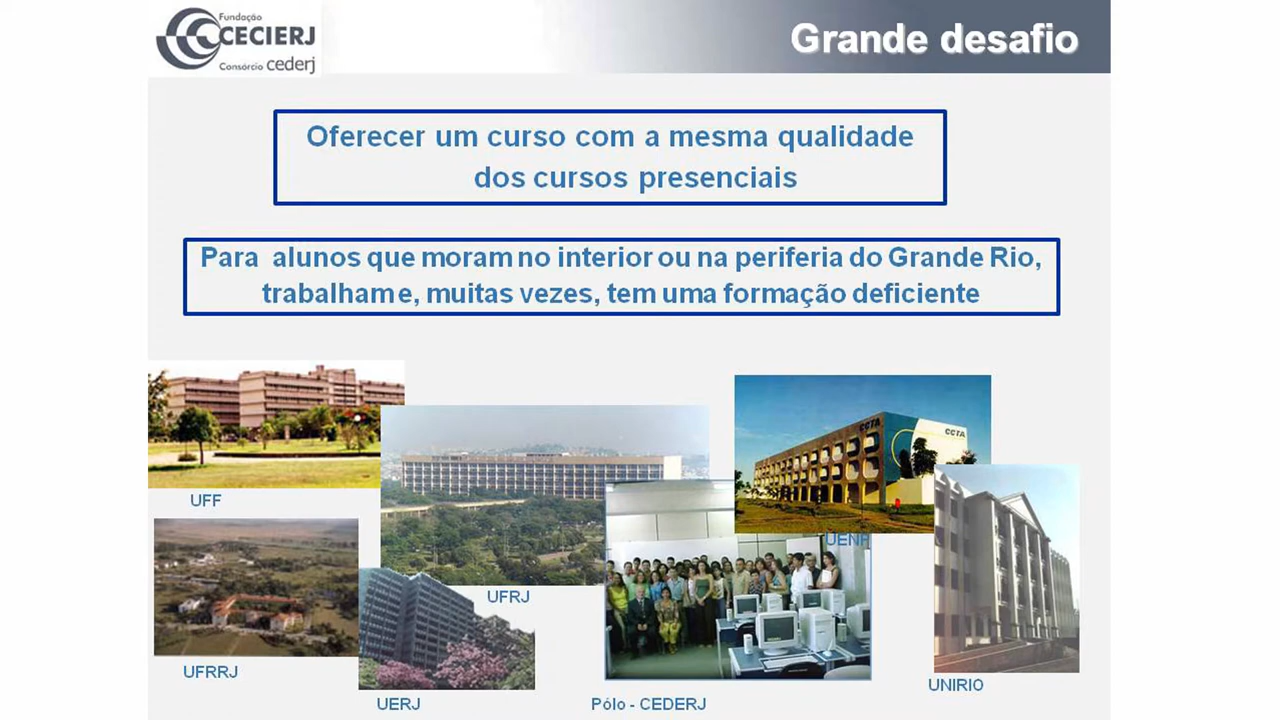 Fundação
CECIERJ
Consórcio cederj
Grande desafio
Oferecer um curso com a mesma qualidade
dos cursos presenciais
Para alunos que moram no interior ou na periferia do Grande Rio,
trabalham e, muitas vezes, tem uma formação deficiente
CCTA
CCTA
UFF
UENF
UFRJ
UFRRJ
UERJ
Pólo - CEDERJ
UNIRIO